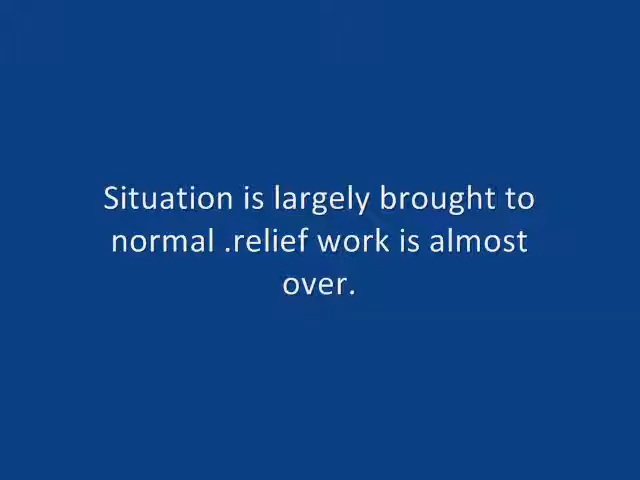 Situation is largely brought to
normal .relief work is almost
over.